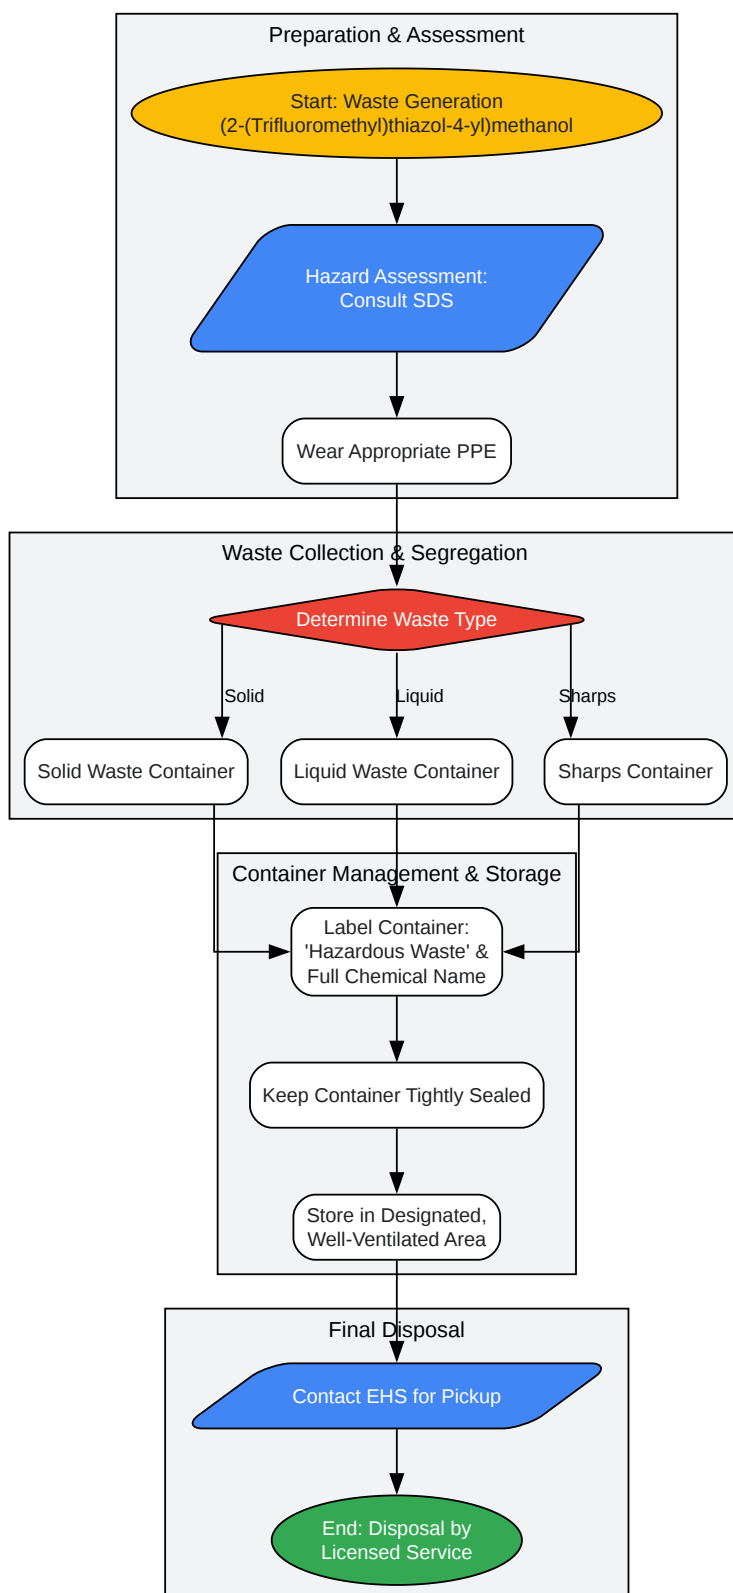 Preparation & Assessment
Start: Waste Generation
(2-(Trifluoromethyl)thiazol-4-yl)methanol
Hazard Assessment:
Consult SDS
Wear Appropriate PPE
Waste Collection & Segregation
Determine Waste Type
Solid
Liquid
Sharps
Solid Waste Container
Liquid Waste Container
Sharps Container
Container Management & Storage
Label Container:
'Hazardous Waste' &
Full Chemical Name
Keep Container Tightly Sealed
Store in Designated,
Well-Ventilated Area
Final Disposal
Contact EHS for Pickup
End: Disposal by
Licensed Service